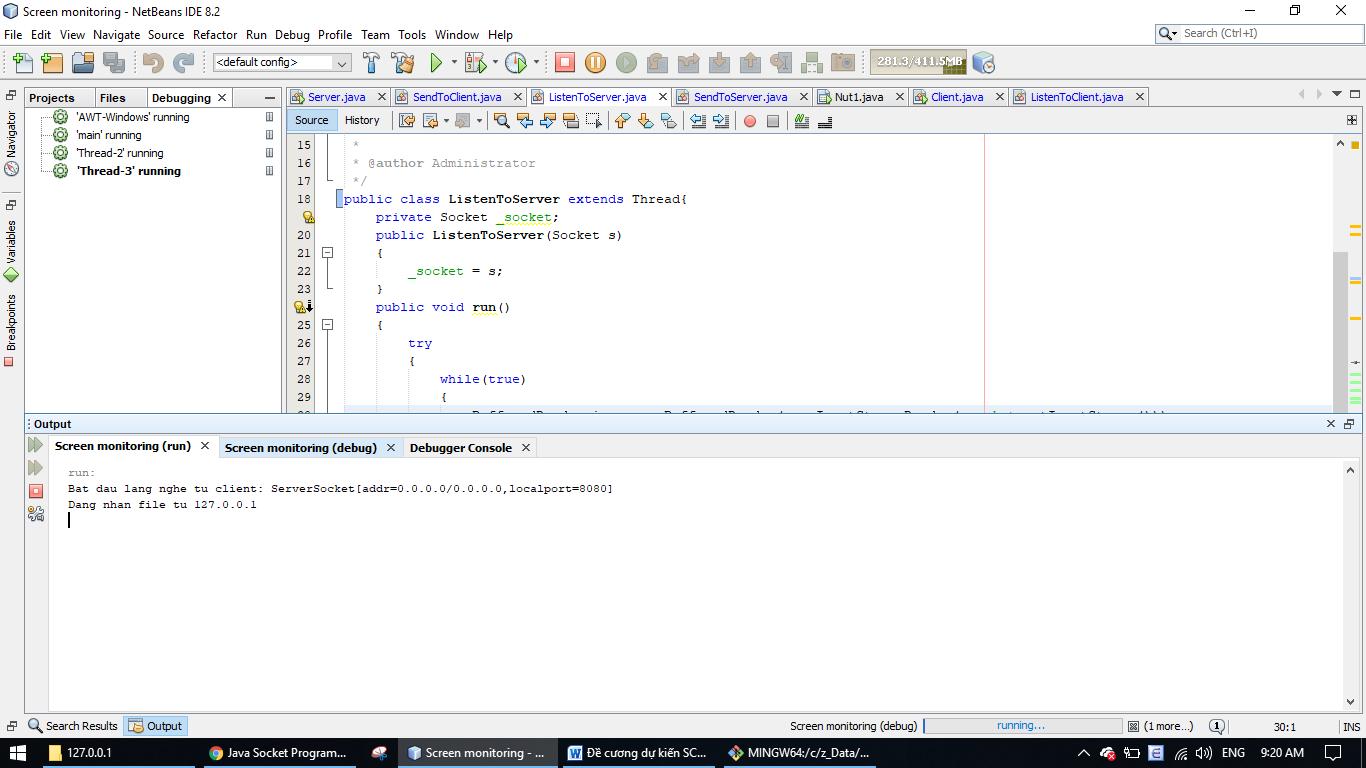 Screen monitoring - NetBeans IDE 8.2
File Edit View Navigate Source Refactor Run Debug Profile Team Tools Window Help
Search (Ctrl+I)
<default config>
281.3/411.5MB
Projects Files Debugging
Server.java SendToClient.java ListenToServer.java SendToServer.java Nut1.java Client.java ListenToClient.java
Navigator
Variables
Breakpoints
'AWT-Windows' running
'main' running
'Thread-2' running
'Thread-3' running
Source History
15 *
16 * @author Administrator
17 */
18 public class ListenToServer extends Thread{
private Socket _socket;
20 public ListenToServer(Socket s)
21 {
22 _socket = s;
23 }
public void run()
25 {
26 try
27 {
28 while(true)
29 {
Output
Screen monitoring (run) Screen monitoring (debug) Debugger Console
run:
Bat dau lang nghe tu client: ServerSocket[addr=0.0.0.0/0.0.0.0,localport=8080]
Dang nhan file tu 127.0.0.1
Search Results Output
Screen monitoring (debug) running... (1 more...) 1 30:1 INS
127.0.0.1 Java Socket Program... Screen monitoring - ... Đề cương dự kiến SC... MINGW64:/c/z_Data/... ENG 9:20 AM